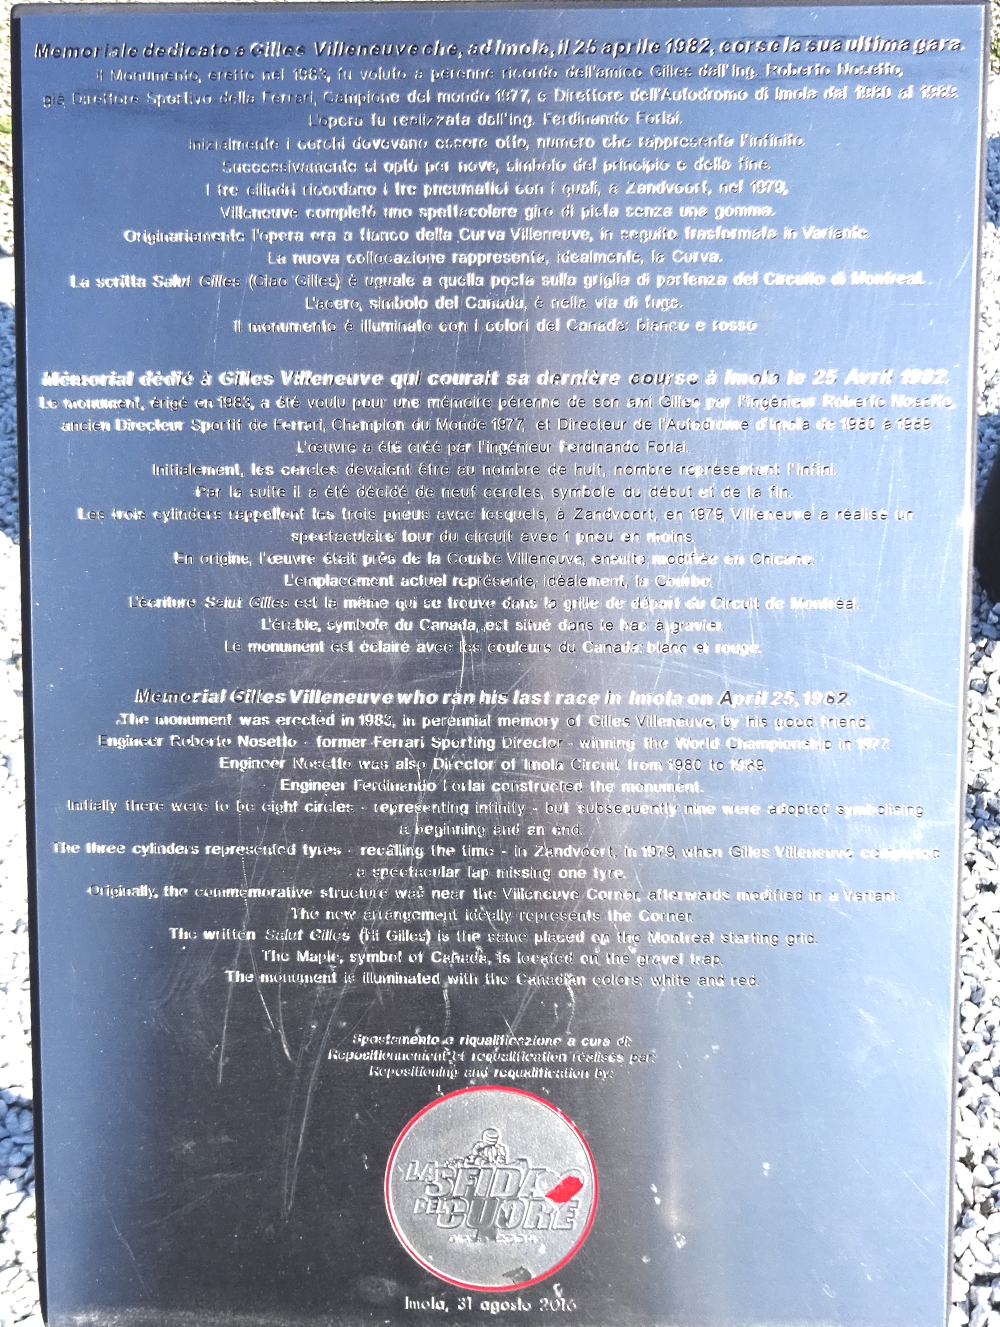 Memoriale dedicato a Gilles Villeneuve che, ad Imola, il 25 aprile 1982, corse la sua ultima gara.
Il Monumento, eretto nel 1983, fu voluto a perenne ricordo dell'amico Gilles dall'Ing. Roberto Nosetto,
già Direttore Sportivo della Ferrari, Campione del mondo 1977, e Direttore dell'Autodromo di Imola dal 1980 al 1989.
L'opera fu realizzata dall'Ing. Ferdinando Forlai.
Inizialmente i cerchi dovevano essere otto, numero che rappresenta l'infinito.
Successivamente si optò per nove, simbolo del principio e della fine.
I tre cilindri ricordano i tre pneumatici con i quali, a Zandvoort, nel 1979,
Villeneuve completò uno spettacolare giro di pista senza una gomma.
Originariamente l'opera era a fianco della Curva Villeneuve, in seguito trasformata in Variante.
La nuova collocazione rappresenta, idealmente, la Curva.
La scritta Salut Gilles (Ciao Gilles) è uguale a quella posta sulla griglia di partenza del Circuito di Montreal.
L'acero, simbolo del Canada, è nella via di fuga.
Il monumento è illuminato con i colori del Canada: bianco e rosso
Mémorial dédié à Gilles Villeneuve qui courait sa dernière course à Imola le 25 Avril 1982.
Le monument, érigé en 1983, a été voulu pour une mémoire pérenne de son ami Gilles par l'ingénieur Roberto Nosetto,
ancien Directeur Sportif de Ferrari, Champion du Monde 1977, et Directeur de l'Autodrome d'Imola de 1980 à 1989
L'œuvre a été créé par l'ingénieur Ferdinando Forlai.
Initialement, les cercles devaient être au nombre de huit, nombre représentant l'infini.
Par la suite il a été décidé de neuf cercles, symbole du début et de la fin.
Les trois cylinders rappellent les trois pneus avec lesquels, à Zandvoort, en 1979, Villeneuve a réalisé un
spectaculaire tour du circuit avec 1 pneu en moins.
En origine, l'œuvre était près de la Courbe Villeneuve, ensuite modifiée en Chicane.
L'emplacement actuel représente, idéalement, la Courbe.
L'écriture Salut Gilles est la même qui se trouve dans la grille de départ du Circuit de Montréal.
L'érable, symbole du Canada, est situé dans le bac à gravier.
Le monument est éclairé avec les couleurs du Canada: blanc et rouge.
Memorial Gilles Villeneuve who ran his last race in Imola on April 25, 1982.
The monument was erected in 1983, in perennial memory of Gilles Villeneuve, by his good friend,
Engineer Roberto Nosetto - former Ferrari Sporting Director - winning the World Championship in 1977.
Engineer Nosetto was also Director of Imola Circuit from 1980 to 1989.
Engineer Ferdinando Forlai constructed the monument.
Initially there were to be eight circles - representing infinity - but subsequently nine were adopted symbolising
a beginning and an end.
The three cylinders represented tyres - recalling the time - in Zandvoort, in 1979, when Gilles Villeneuve completed
a spectacular lap missing one tyre.
Originally, the commemorative structure was near the Villeneuve Corner, afterwards modified in a Variant.
The new arrangement ideally represents the Corner.
The written Salut Gilles (Hi Gilles) is the same placed on the Montreal starting grid.
The Maple, symbol of Canada, is located on the gravel trap.
The monument is illuminated with the Canadian colors: white and red.
Spostamento e riqualificazione a cura di:
Repositionnement et requalification réalisés par:
Repositioning and requalification by:
LA SFIDA
DEL CUORE
Imola, 31 agosto 2016